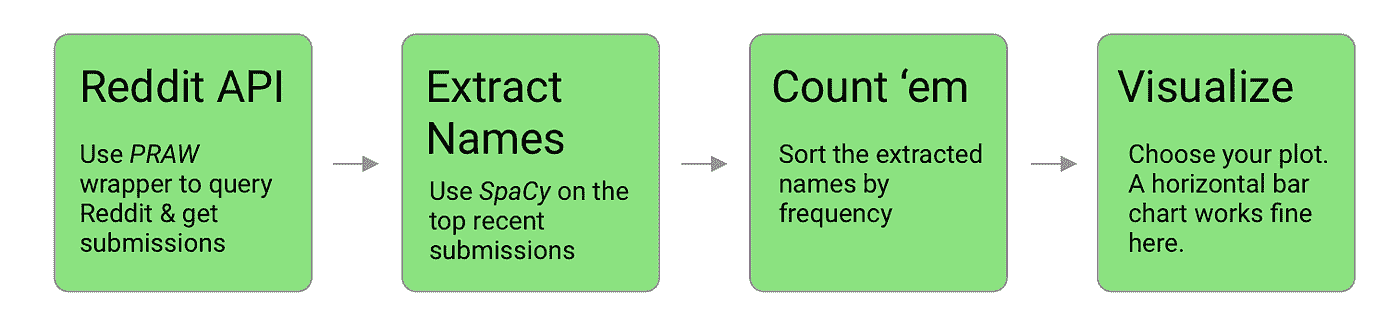 Reddit API
Use PRAW
wrapper to query
Reddit & get
submissions
Extract
Names
Use SpaCy on the
top recent
submissions
Count ‘em
Sort the extracted
names by
frequency
Visualize
Choose your plot.
A horizontal bar
chart works fine
here.